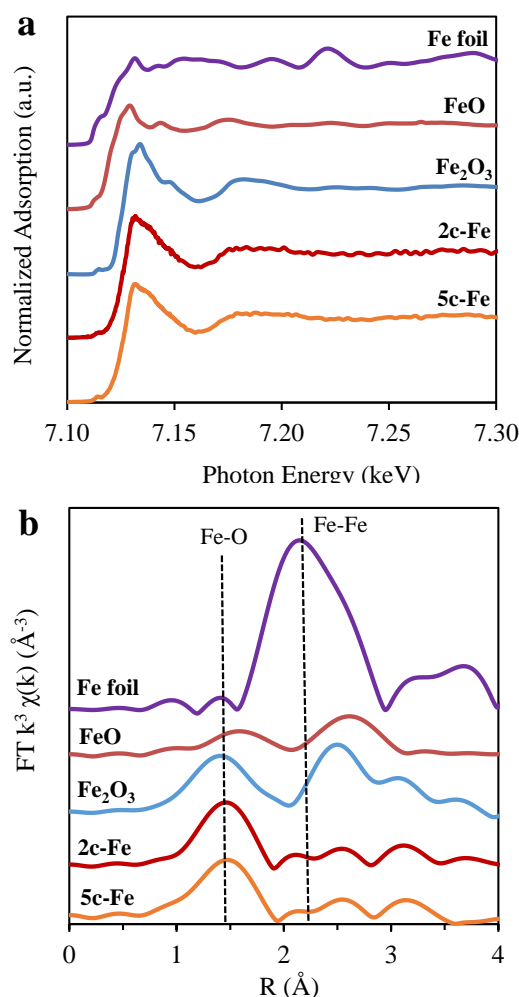 a
Fe foil
FeO
Fe₂O₃
2c-Fe
5c-Fe
Normalized Adsorption (a.u.)
7.10 7.15 7.20 7.25 7.30
Photon Energy (keV)
b
Fe-O Fe-Fe
Fe foil
FeO
Fe₂O₃
2c-Fe
5c-Fe
FT k³ χ(k) (Å⁻³)
0 1 2 3 4
R (Å)